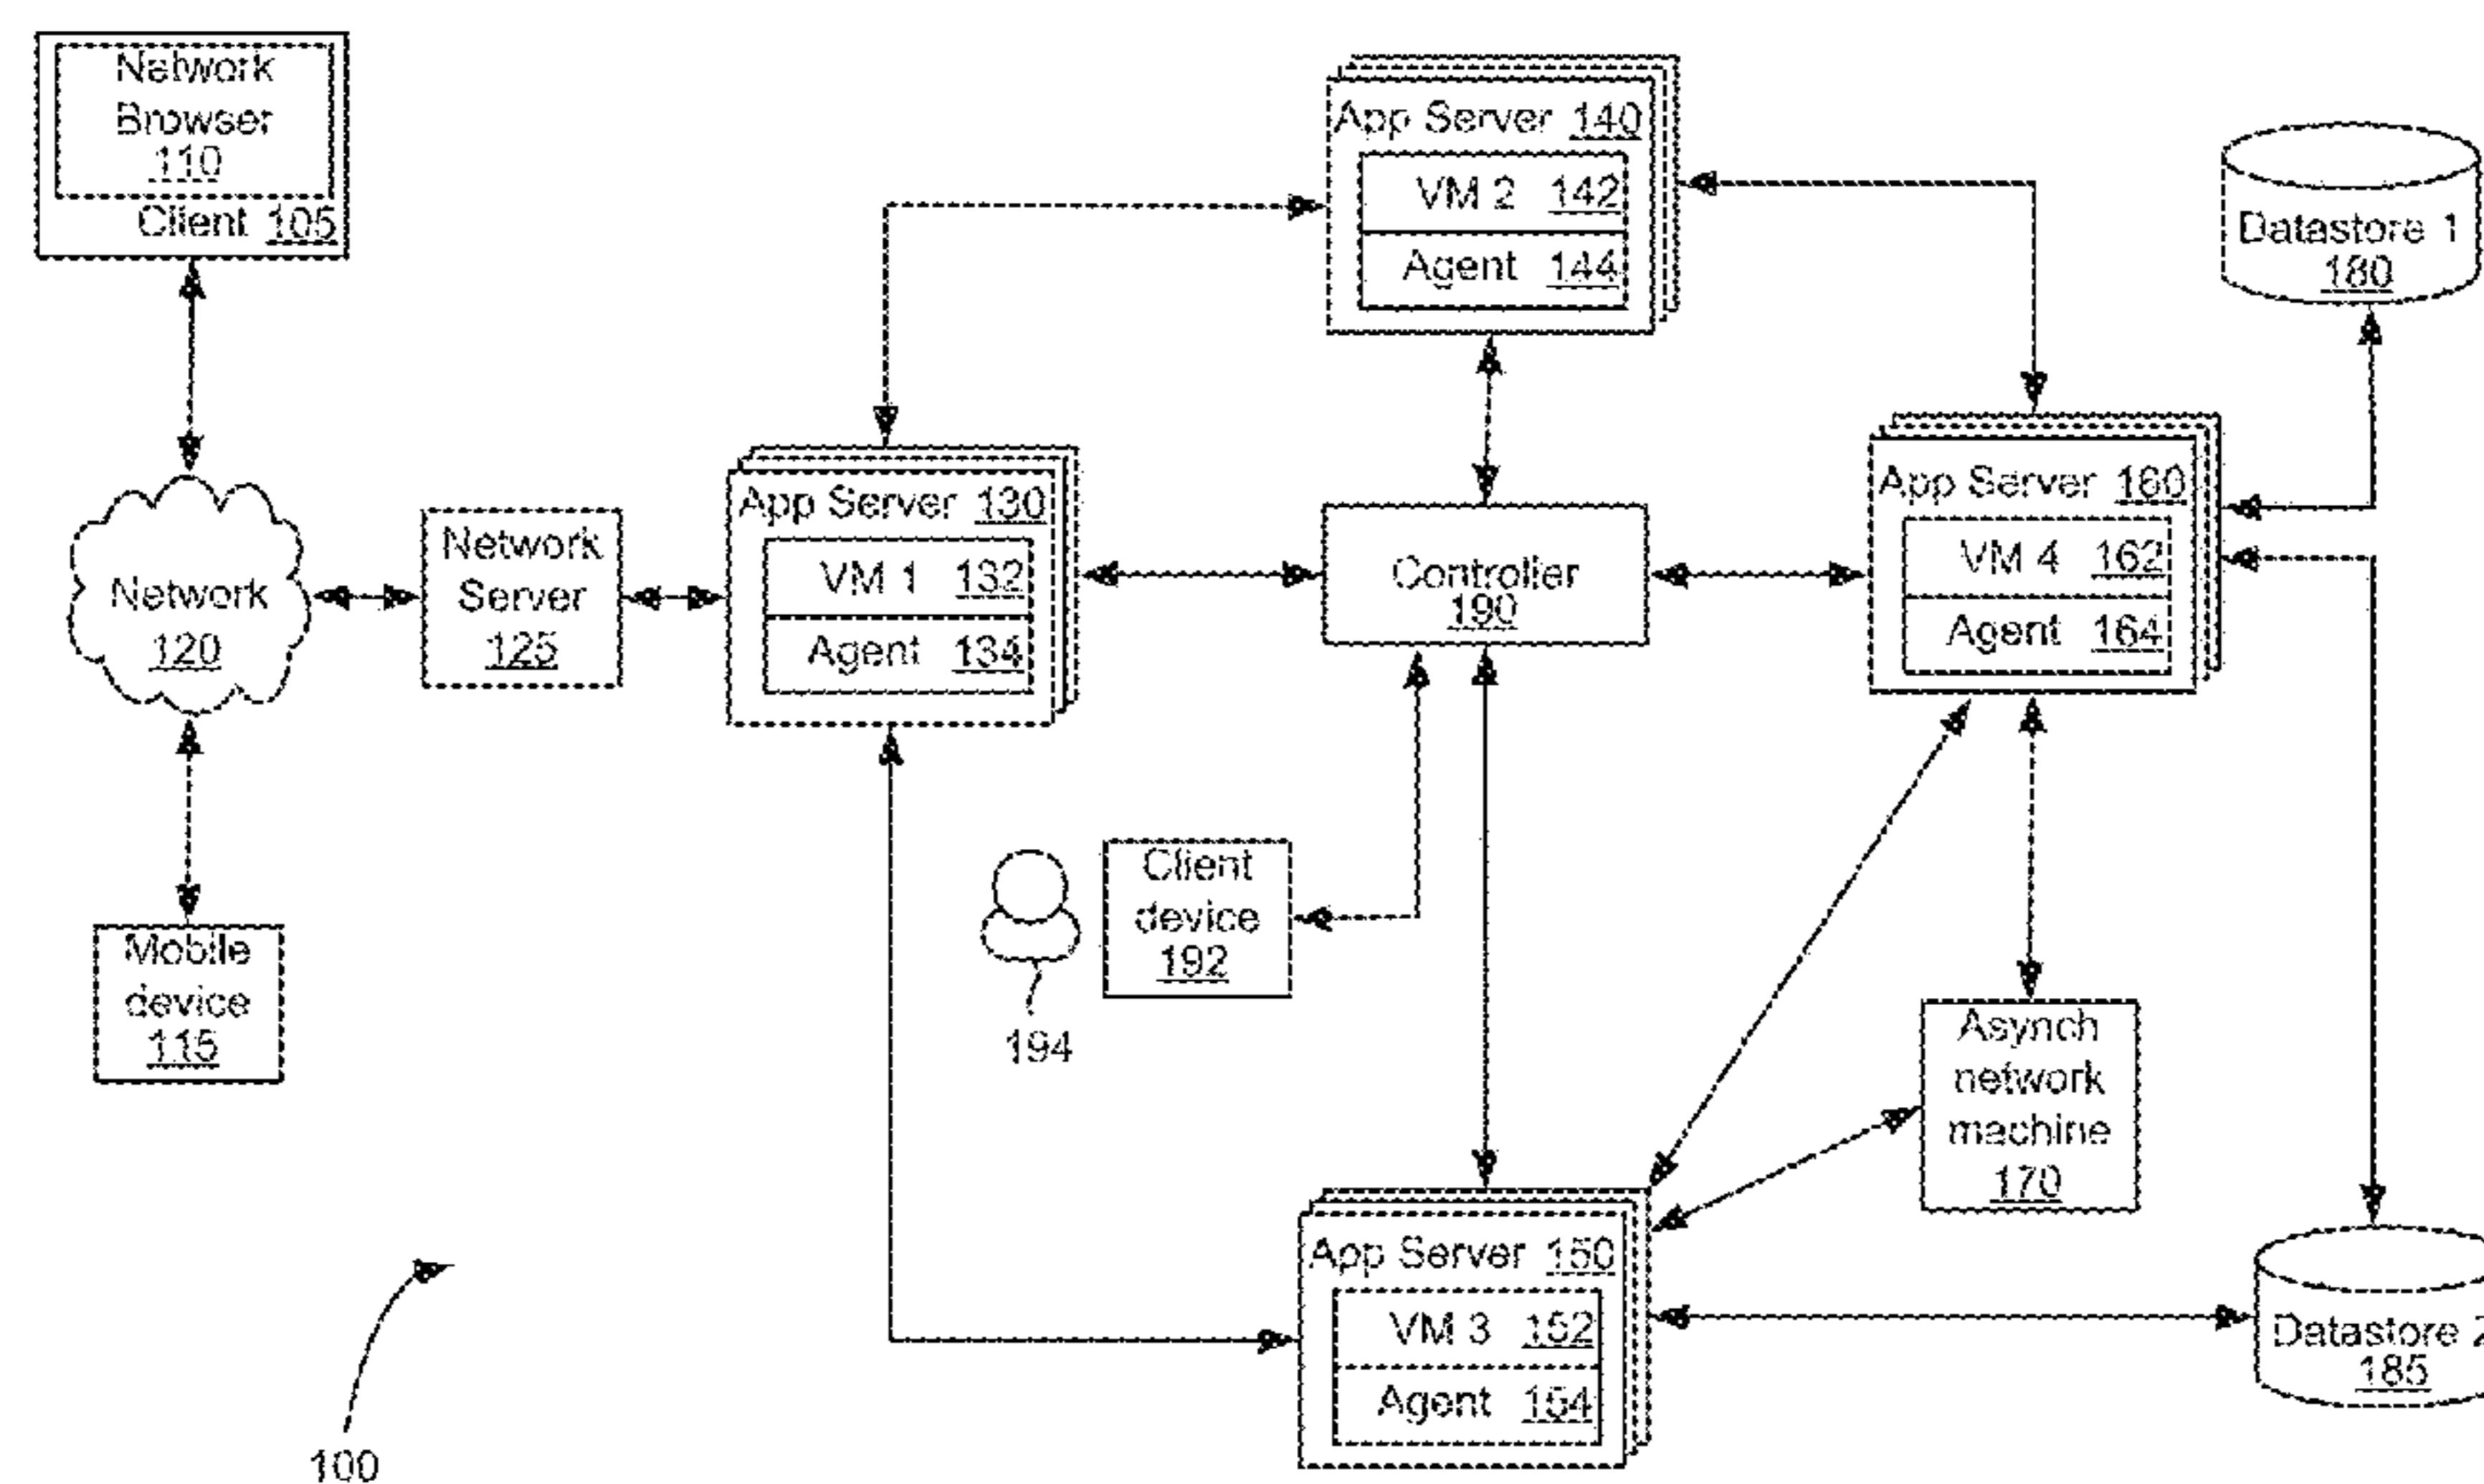 Network
Browser
110
Client 105
Network
120
Mobile
device
115
Network
Server
125
App Server 130
VM 1 132
Agent 134
App Server 140
VM 2 142
Agent 144
Controller
190
Client
device
192
194
App Server 150
VM 3 152
Agent 154
App Server 160
VM 4 162
Agent 164
Asynch
network
machine
170
Datastore 1
180
Datastore 2
185
100